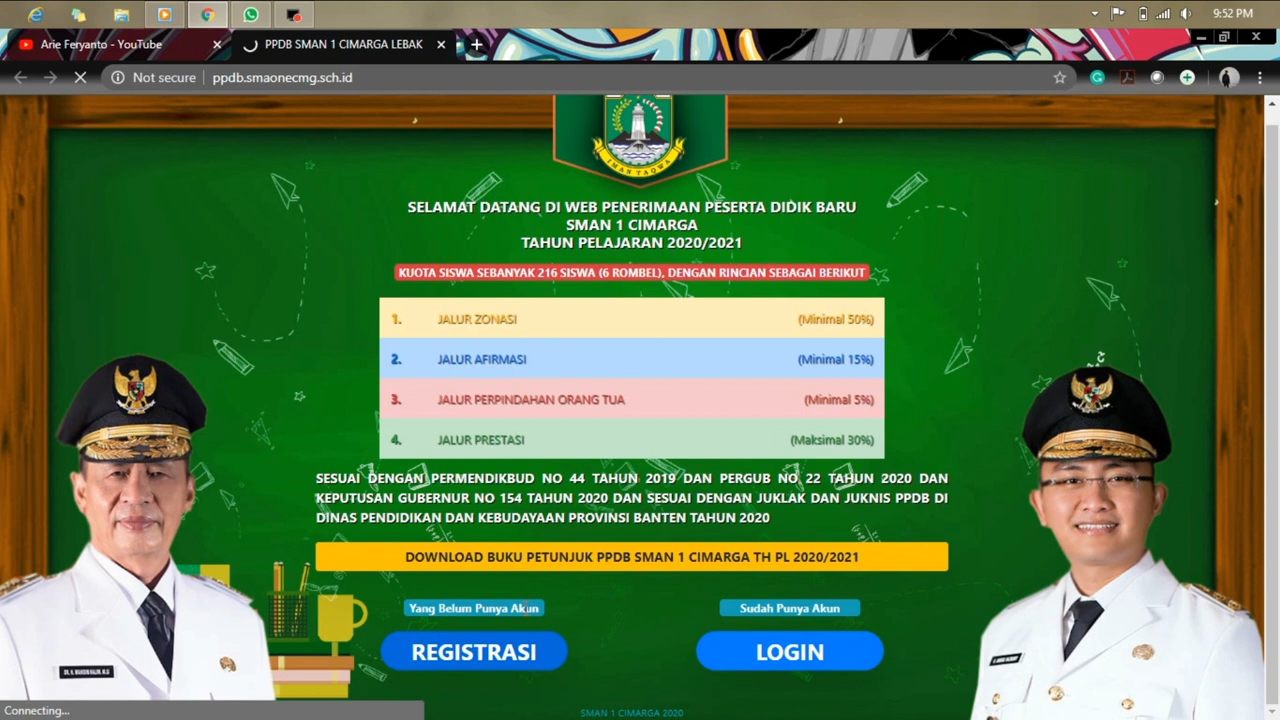 9:52 PM
Arie Feryanto - YouTube
PPDB SMAN 1 CIMARGA LEBAK
Not secure
ppdb.smaonecmg.sch.id
IMAN TAQWA
SELAMAT DATANG DI WEB PENERIMAAN PESERTA DIDIK BARU
SMAN 1 CIMARGA
TAHUN PELAJARAN 2020/2021
KUOTA SISWA SEBANYAK 216 SISWA (6 ROMBEL), DENGAN RINCIAN SEBAGAI BERIKUT
1. JALUR ZONASI (Minimal 50%)
2. JALUR AFIRMASI (Minimal 15%)
3. JALUR PERPINDAHAN ORANG TUA (Minimal 5%)
4. JALUR PRESTASI (Maksimal 30%)
SESUAI DENGAN PERMENDIKBUD NO 44 TAHUN 2019 DAN PERGUB NO 22 TAHUN 2020 DAN
KEPUTUSAN GUBERNUR NO 154 TAHUN 2020 DAN SESUAI DENGAN JUKLAK DAN JUKNIS PPDB DI
DINAS PENDIDIKAN DAN KEBUDAYAAN PROVINSI BANTEN TAHUN 2020
DOWNLOAD BUKU PETUNJUK PPDB SMAN 1 CIMARGA TH PL 2020/2021
Yang Belum Punya Akun
Sudah Punya Akun
REGISTRASI
LOGIN
Connecting...
SMAN 1 CIMARGA 2020